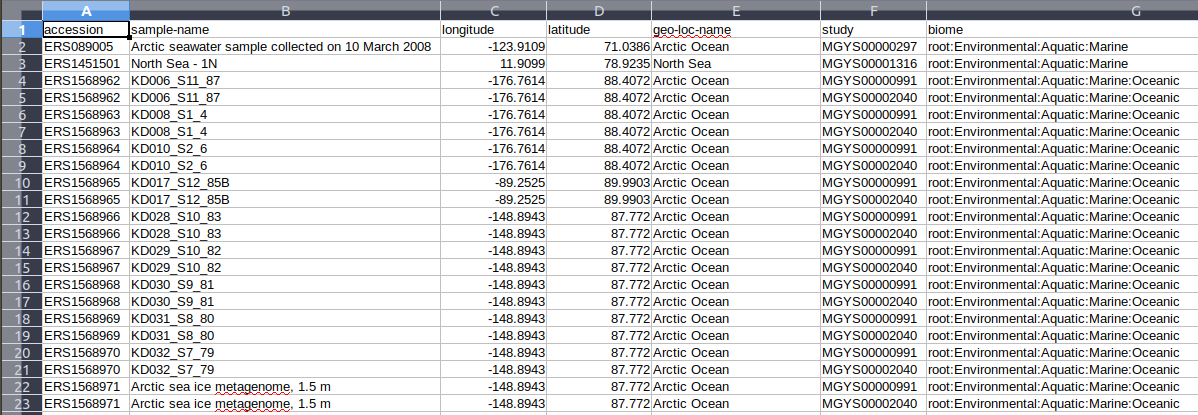 A B C D E F G
1 accession sample-name longitude latitude geo-loc-name study biome
2 ERS089005 Arctic seawater sample collected on 10 March 2008 -123.9109 71.0386 Arctic Ocean MGYS00000297 root:Environmental:Aquatic:Marine
3 ERS1451501 North Sea - 1N 11.9099 78.9235 North Sea MGYS00001316 root:Environmental:Aquatic:Marine
4 ERS1568962 KD006_S11_87 -176.7614 88.4072 Arctic Ocean MGYS00000991 root:Environmental:Aquatic:Marine:Oceanic
5 ERS1568962 KD006_S11_87 -176.7614 88.4072 Arctic Ocean MGYS00002040 root:Environmental:Aquatic:Marine:Oceanic
6 ERS1568963 KD008_S1_4 -176.7614 88.4072 Arctic Ocean MGYS00000991 root:Environmental:Aquatic:Marine:Oceanic
7 ERS1568963 KD008_S1_4 -176.7614 88.4072 Arctic Ocean MGYS00002040 root:Environmental:Aquatic:Marine:Oceanic
8 ERS1568964 KD010_S2_6 -176.7614 88.4072 Arctic Ocean MGYS00000991 root:Environmental:Aquatic:Marine:Oceanic
9 ERS1568964 KD010_S2_6 -176.7614 88.4072 Arctic Ocean MGYS00002040 root:Environmental:Aquatic:Marine:Oceanic
10 ERS1568965 KD017_S12_85B -89.2525 89.9903 Arctic Ocean MGYS00000991 root:Environmental:Aquatic:Marine:Oceanic
11 ERS1568965 KD017_S12_85B -89.2525 89.9903 Arctic Ocean MGYS00002040 root:Environmental:Aquatic:Marine:Oceanic
12 ERS1568966 KD028_S10_83 -148.8943 87.772 Arctic Ocean MGYS00000991 root:Environmental:Aquatic:Marine:Oceanic
13 ERS1568966 KD028_S10_83 -148.8943 87.772 Arctic Ocean MGYS00002040 root:Environmental:Aquatic:Marine:Oceanic
14 ERS1568967 KD029_S10_82 -148.8943 87.772 Arctic Ocean MGYS00000991 root:Environmental:Aquatic:Marine:Oceanic
15 ERS1568967 KD029_S10_82 -148.8943 87.772 Arctic Ocean MGYS00002040 root:Environmental:Aquatic:Marine:Oceanic
16 ERS1568968 KD030_S9_81 -148.8943 87.772 Arctic Ocean MGYS00000991 root:Environmental:Aquatic:Marine:Oceanic
17 ERS1568968 KD030_S9_81 -148.8943 87.772 Arctic Ocean MGYS00002040 root:Environmental:Aquatic:Marine:Oceanic
18 ERS1568969 KD031_S8_80 -148.8943 87.772 Arctic Ocean MGYS00000991 root:Environmental:Aquatic:Marine:Oceanic
19 ERS1568969 KD031_S8_80 -148.8943 87.772 Arctic Ocean MGYS00002040 root:Environmental:Aquatic:Marine:Oceanic
20 ERS1568970 KD032_S7_79 -148.8943 87.772 Arctic Ocean MGYS00000991 root:Environmental:Aquatic:Marine:Oceanic
21 ERS1568970 KD032_S7_79 -148.8943 87.772 Arctic Ocean MGYS00002040 root:Environmental:Aquatic:Marine:Oceanic
22 ERS1568971 Arctic sea ice metagenome, 1.5 m -148.8943 87.772 Arctic Ocean MGYS00000991 root:Environmental:Aquatic:Marine:Oceanic
23 ERS1568971 Arctic sea ice metagenome, 1.5 m -148.8943 87.772 Arctic Ocean MGYS00002040 root:Environmental:Aquatic:Marine:Oceanic